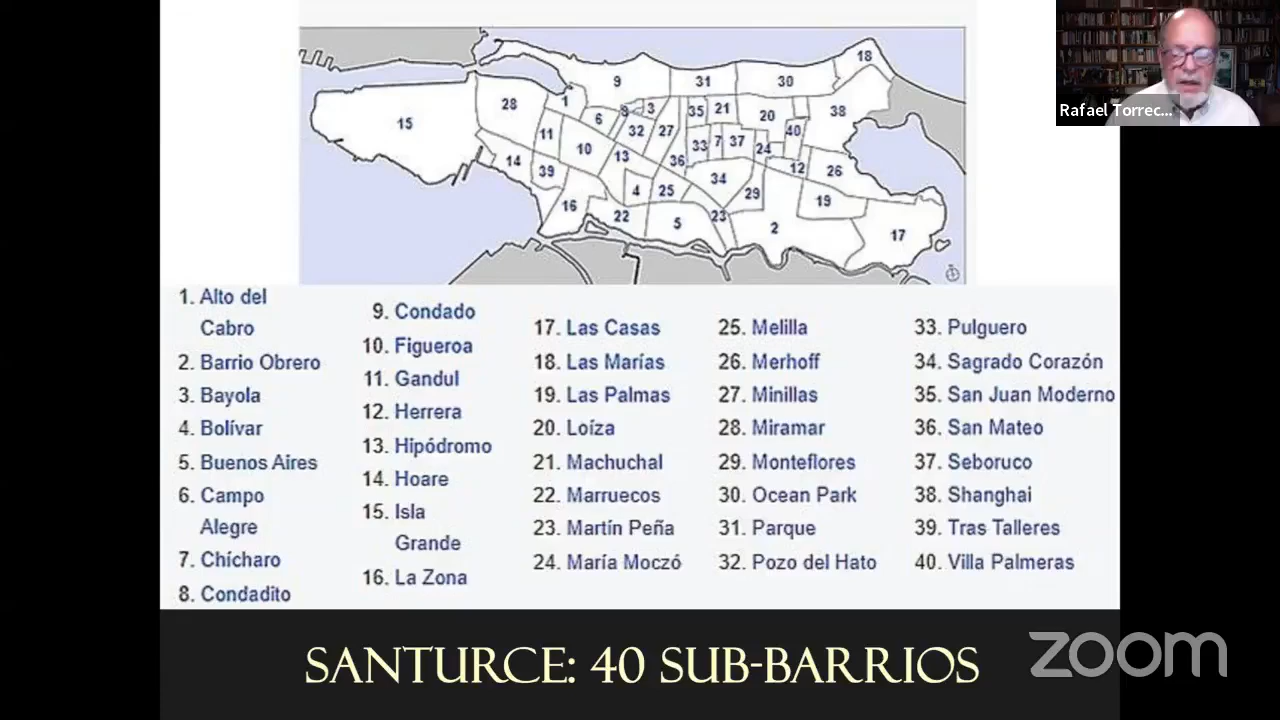 9
31
30
18
28
1
6
8
3
35
21
20
38
15
11
32
27
33
7
37
24
40
10
13
36
12
26
14
39
4
25
34
29
19
16
22
5
23
2
17
Rafael Torrec...
1. Alto del
Cabro
2. Barrio Obrero
3. Bayola
4. Bolívar
5. Buenos Aires
6. Campo
Alegre
7. Chícharo
8. Condadito
9. Condado
10. Figueroa
11. Gandul
12. Herrera
13. Hipódromo
14. Hoare
15. Isla
Grande
16. La Zona
17. Las Casas
18. Las Marías
19. Las Palmas
20. Loíza
21. Machuchal
22. Marruecos
23. Martín Peña
24. María Moczó
25. Melilla
26. Merhoff
27. Minillas
28. Miramar
29. Monteflores
30. Ocean Park
31. Parque
32. Pozo del Hato
33. Pulguero
34. Sagrado Corazón
35. San Juan Moderno
36. San Mateo
37. Seboruco
38. Shanghai
39. Tras Talleres
40. Villa Palmeras
SANTURCE: 40 SUB-BARRIOS
zoom